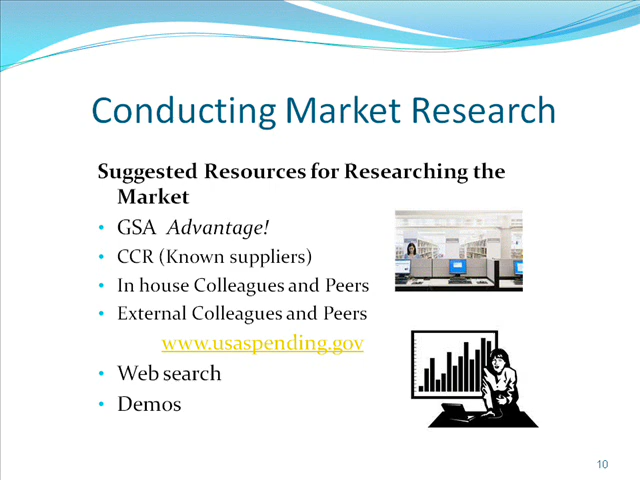 Conducting Market Research
Suggested Resources for Researching the
Market
• GSA Advantage!
• CCR (Known suppliers)
• In house Colleagues and Peers
• External Colleagues and Peers
www.usaspending.gov
• Web search
• Demos
10